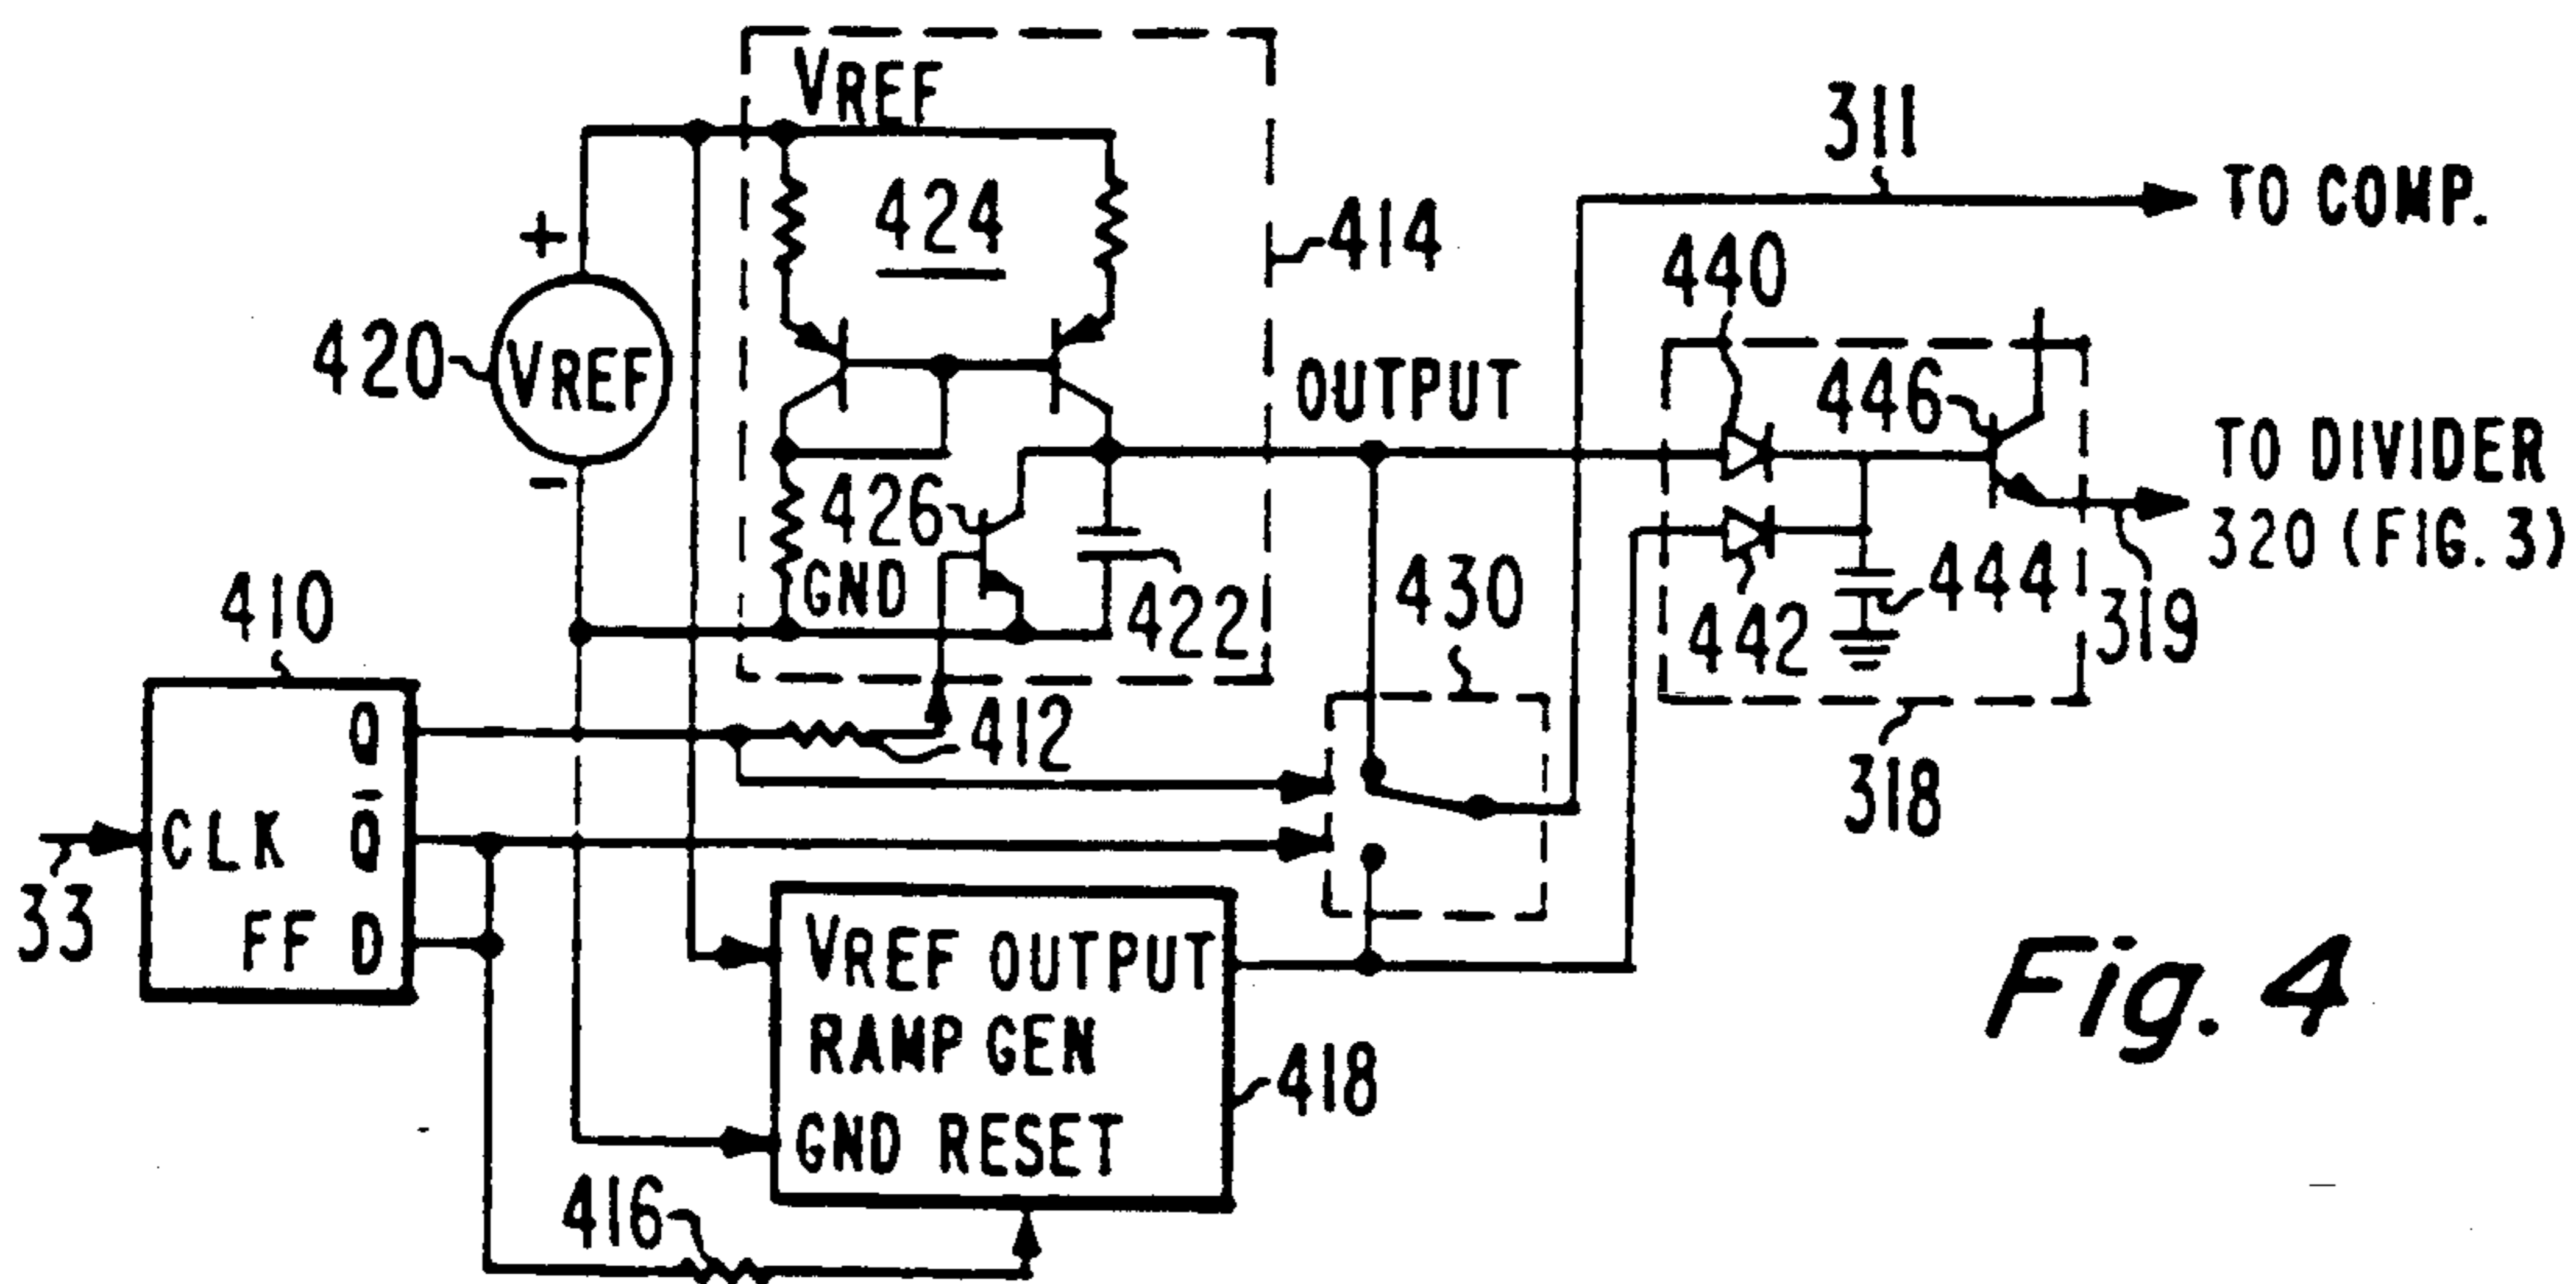 VREF
311
TO COMP.
424
414
+
440
420
VREF
OUTPUT
446
TO DIVIDER
320 (FIG. 3)
-
426
GND
422
430
442
444
319
410
412
318
Q
Q̅
CLK
FF D
33
VREF OUTPUT
RAMP GEN
GND RESET
418
416
Fig. 4